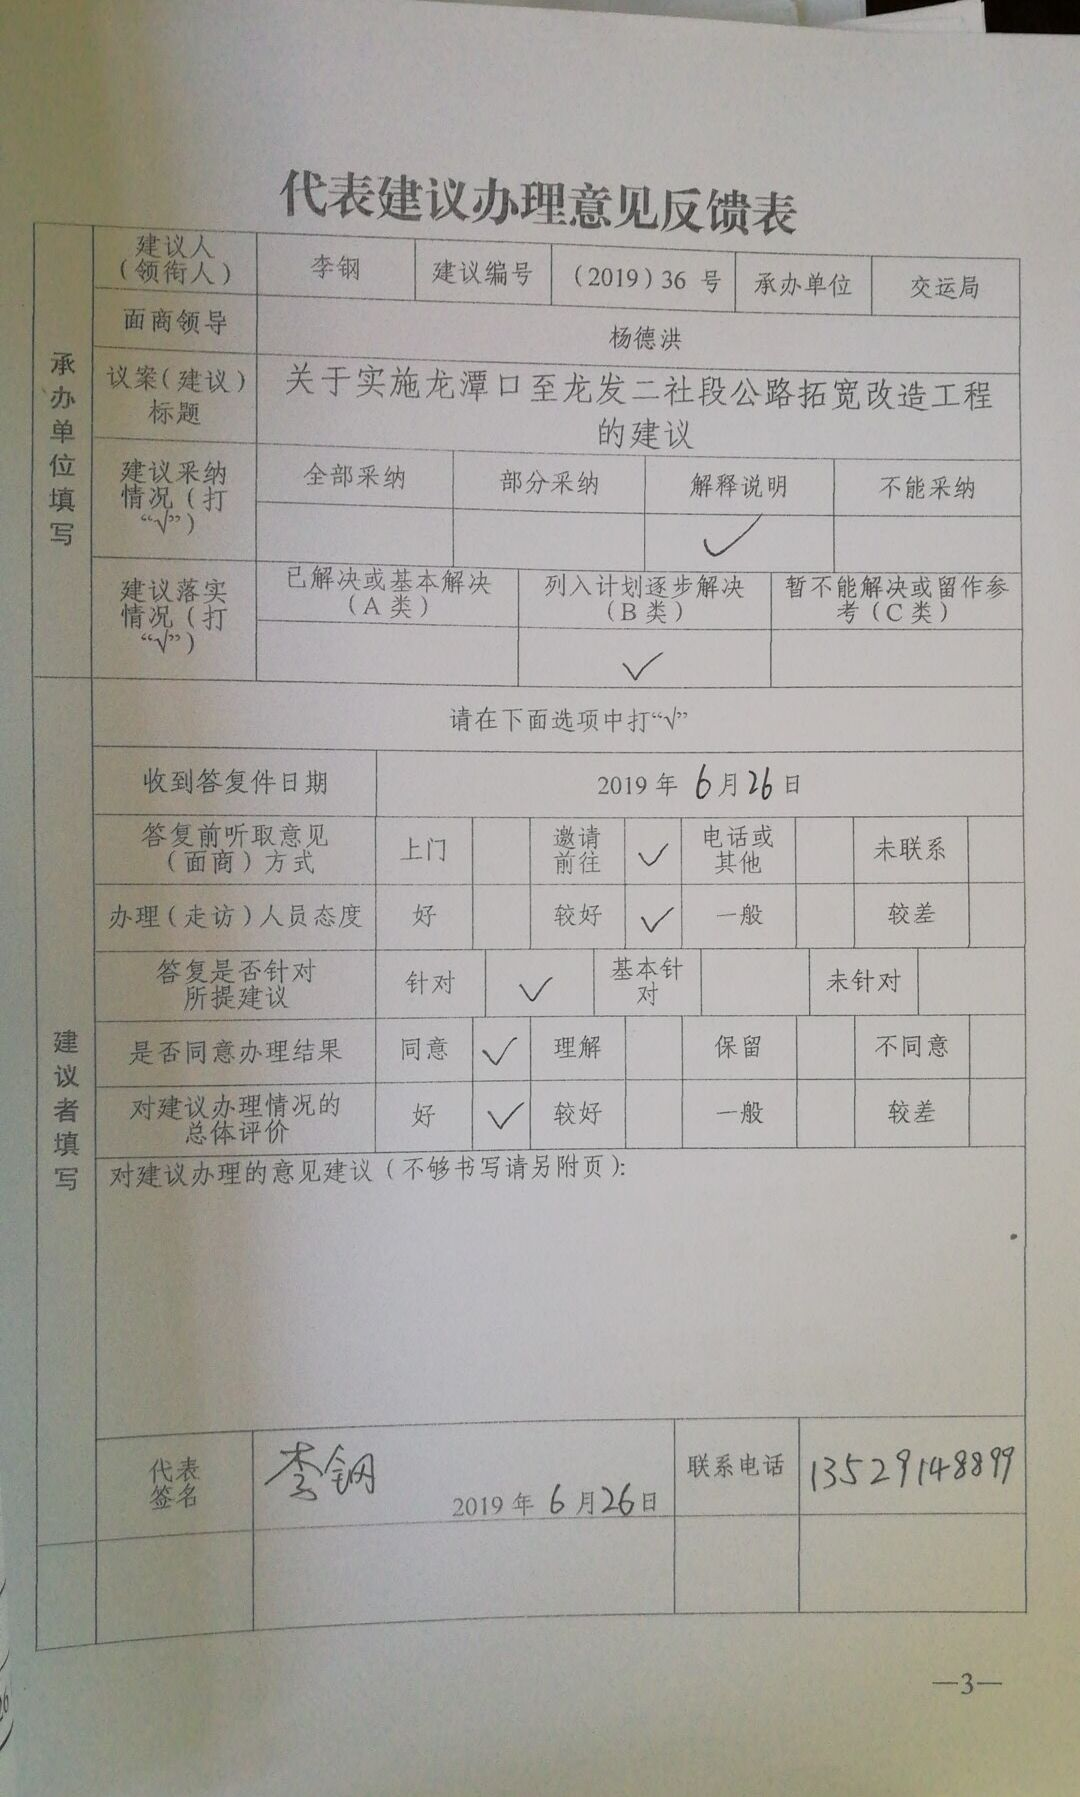 代表建议办理意见反馈表
承办单位填写
建议人
（领衔人）
李钢
建议编号
（2019）36 号
承办单位
交运局
面商领导
杨德洪
议案（建议）
标题
关于实施龙潭口至龙发二社段公路拓宽改造工程
的建议
建议采纳
情况（打
“√”）
全部采纳
部分采纳
解释说明
不能采纳
✓
建议落实
情况（打
“√”）
已解决或基本解决
（A类）
列入计划逐步解决
（B类）
暂不能解决或留作参
考（C类）
✓
建议者填写
请在下面选项中打“√”
收到答复件日期
2019 年 6 月 26 日
答复前听取意见
（面商）方式
上门
邀请
前往
✓
电话或
其他
未联系
办理（走访）人员态度
好
较好
✓
一般
较差
答复是否针对
所提建议
针对
✓
基本针
对
未针对
是否同意办理结果
同意
✓
理解
保留
不同意
对建议办理情况的
总体评价
好
✓
较好
一般
较差
对建议办理的意见建议（不够书写请另附页）：
代表
签名
李钢
2019 年 6 月 26 日
联系电话
13529148899
—3—